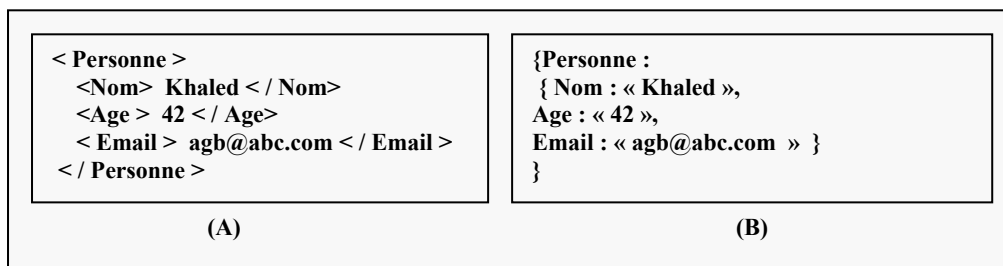 < Personne >
<Nom> Khaled < / Nom>
<Age > 42 < / Age>
< Email > agb@abc.com < / Email >
< / Personne >
(A)
{Personne :
{ Nom : « Khaled »,
Age : « 42 »,
Email : « agb@abc.com » }
}
(B)